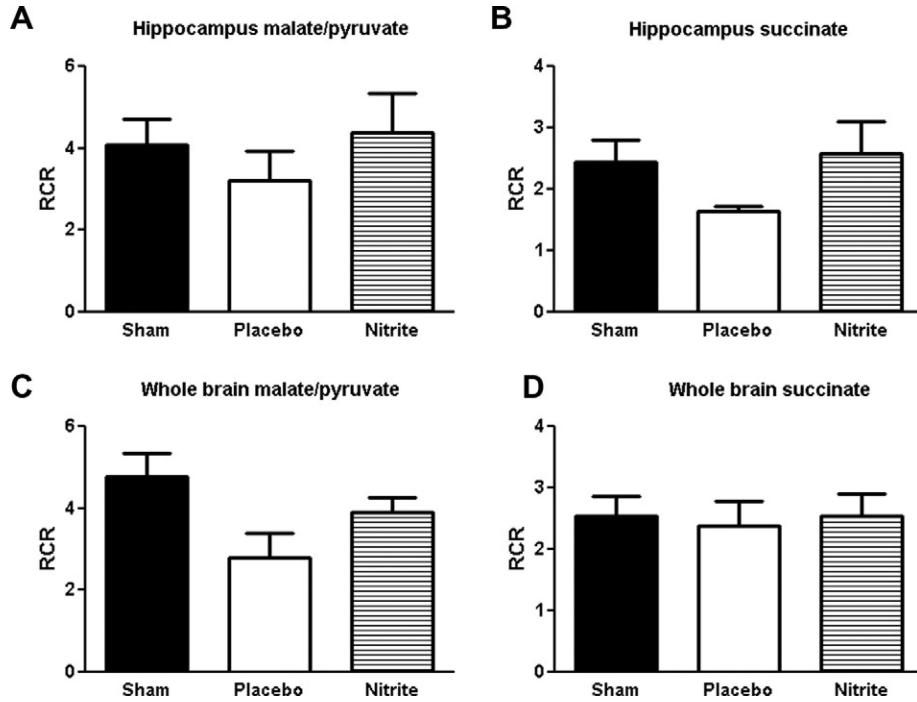 A
Hippocampus malate/pyruvate
6
4
2
0
RCR
Sham Placebo Nitrite
B
Hippocampus succinate
4
3
2
1
0
RCR
Sham Placebo Nitrite
C
Whole brain malate/pyruvate
6
4
2
0
RCR
Sham Placebo Nitrite
D
Whole brain succinate
4
3
2
1
0
RCR
Sham Placebo Nitrite